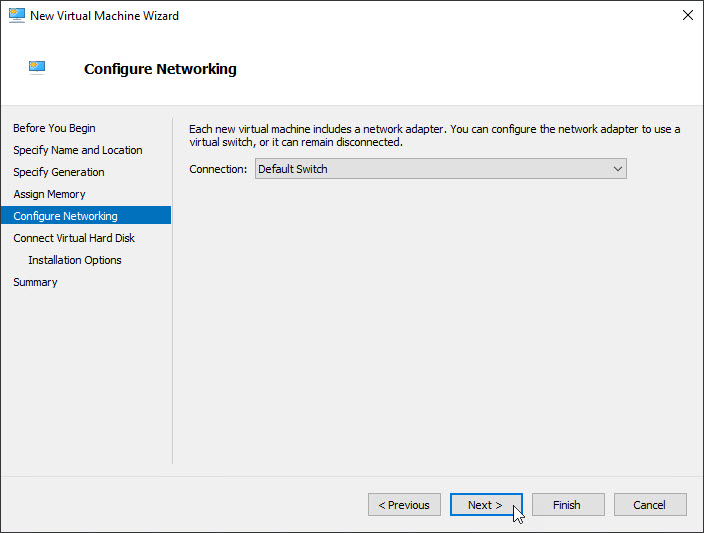 New Virtual Machine Wizard
Configure Networking
Before You Begin
Specify Name and Location
Specify Generation
Assign Memory
Configure Networking
Connect Virtual Hard Disk
Installation Options
Summary
Each new virtual machine includes a network adapter. You can configure the network adapter to use a
virtual switch, or it can remain disconnected.
Connection: Default Switch
< Previous Next > Finish Cancel